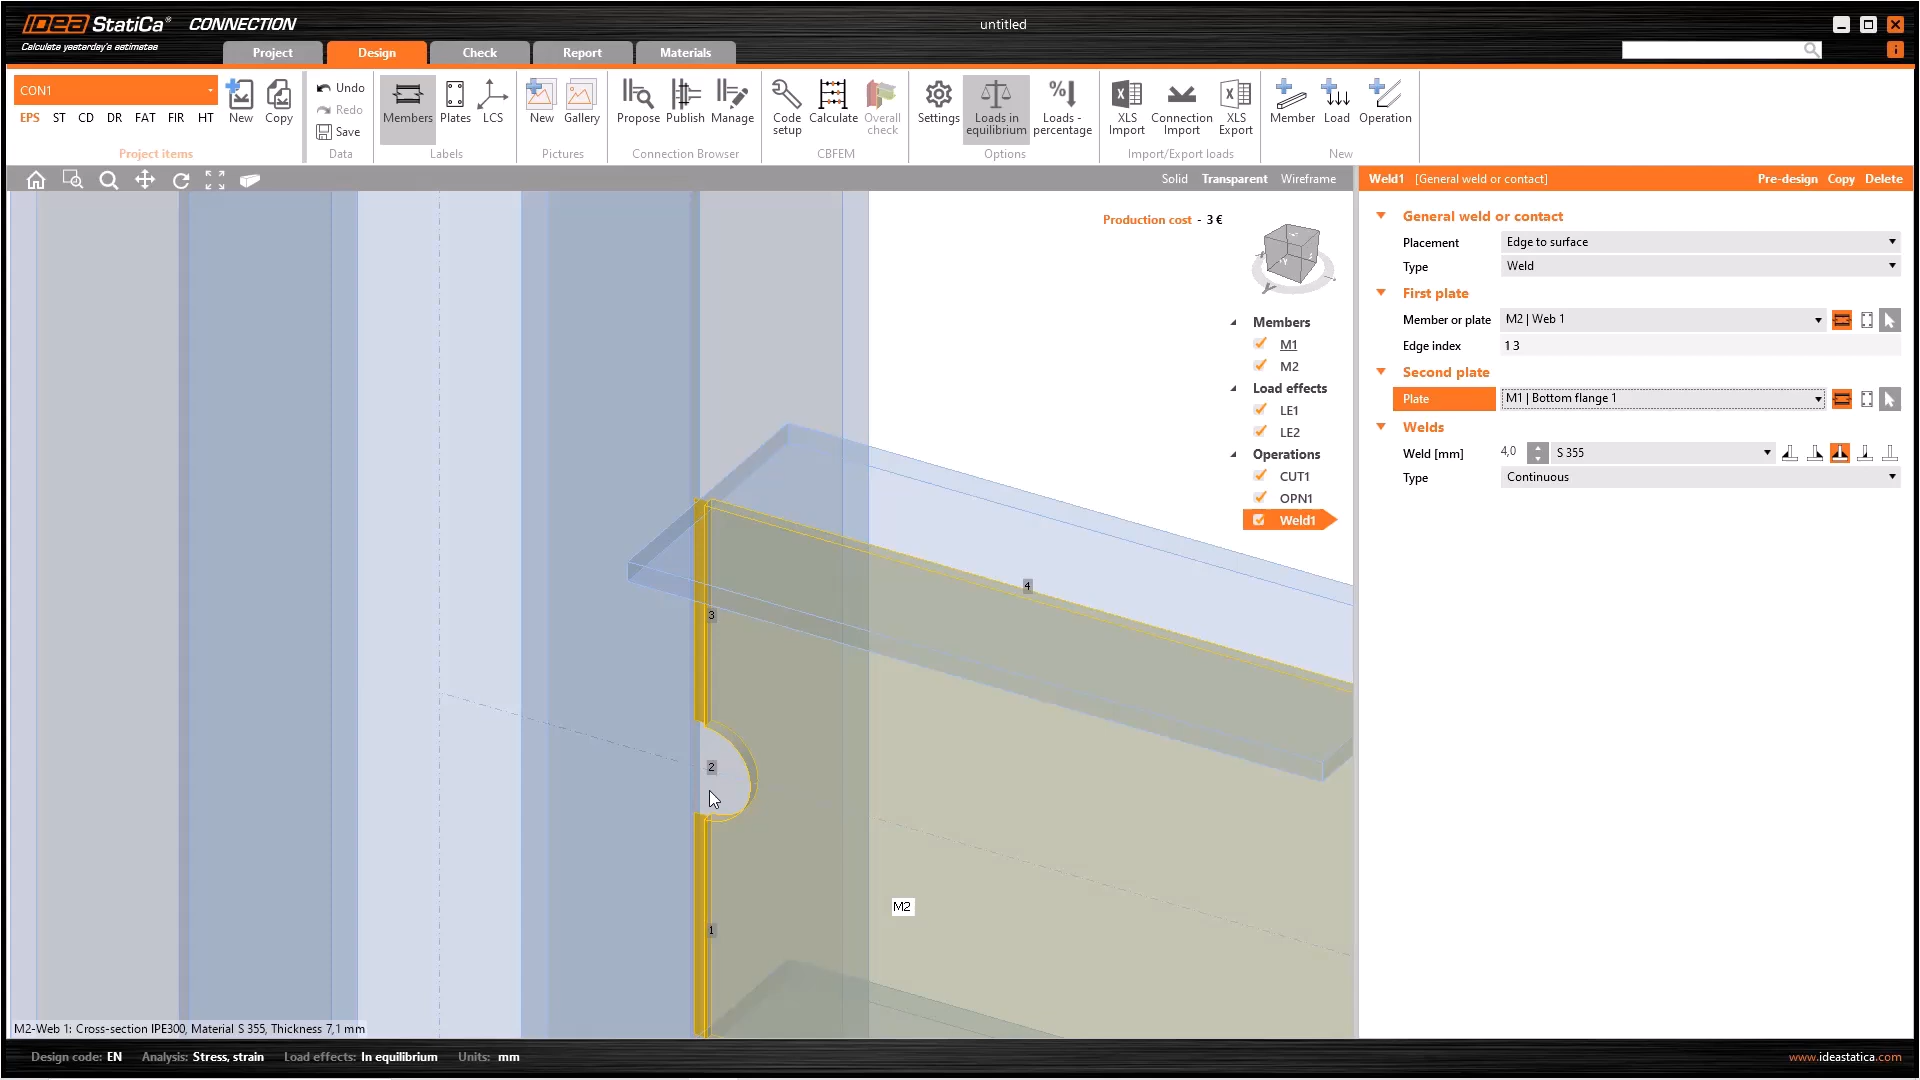 IDEA StatiCa® CONNECTION
Calculate yesterday's estimates
untitled
Project Design Check Report Materials
CON1
EPS ST CD DR FAT FIR HT
New Copy
Project items
Undo
Redo
Save
Data
Members Plates LCS
Labels
New Gallery
Pictures
Propose Publish Manage
Connection Browser
Code setup Calculate Overall check
CBFEM
Settings Loads in equilibrium Loads - percentage
Options
XLS Import Connection Import XLS Export
Import/Export loads
Member Load Operation
New
Solid Transparent Wireframe
Production cost - 3 €
Members
M1
M2
Load effects
LE1
LE2
Operations
CUT1
OPN1
Weld1
4
3
2
1
M2
M2-Web 1: Cross-section IPE300, Material S 355, Thickness 7,1 mm
Weld1 [General weld or contact] Pre-design Copy Delete
General weld or contact
Placement Edge to surface
Type Weld
First plate
Member or plate M2 | Web 1
Edge index 1 3
Second plate
Plate M1 | Bottom flange 1
Welds
Weld [mm] 4,0 S 355
Type Continuous
Design code: EN Analysis: Stress, strain Load effects: In equilibrium Units: mm
www.ideastatica.com